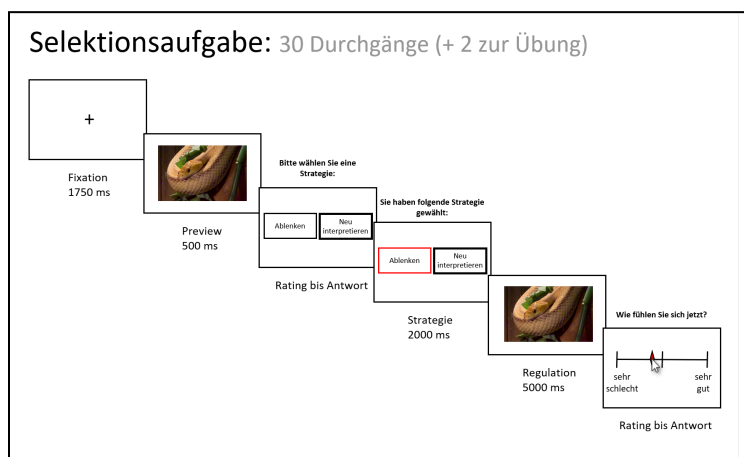 Selektionsaufgabe: 30 Durchgänge (+ 2 zur Übung)
+
Fixation
1750 ms
Preview
500 ms
Bitte wählen Sie eine
Strategie:
Ablenken
Neu
interpretieren
Rating bis Antwort
Sie haben folgende Strategie
gewählt:
Ablenken
Neu
interpretieren
Strategie
2000 ms
Regulation
5000 ms
Wie fühlen Sie sich jetzt?
sehr
schlecht
sehr
gut
Rating bis Antwort